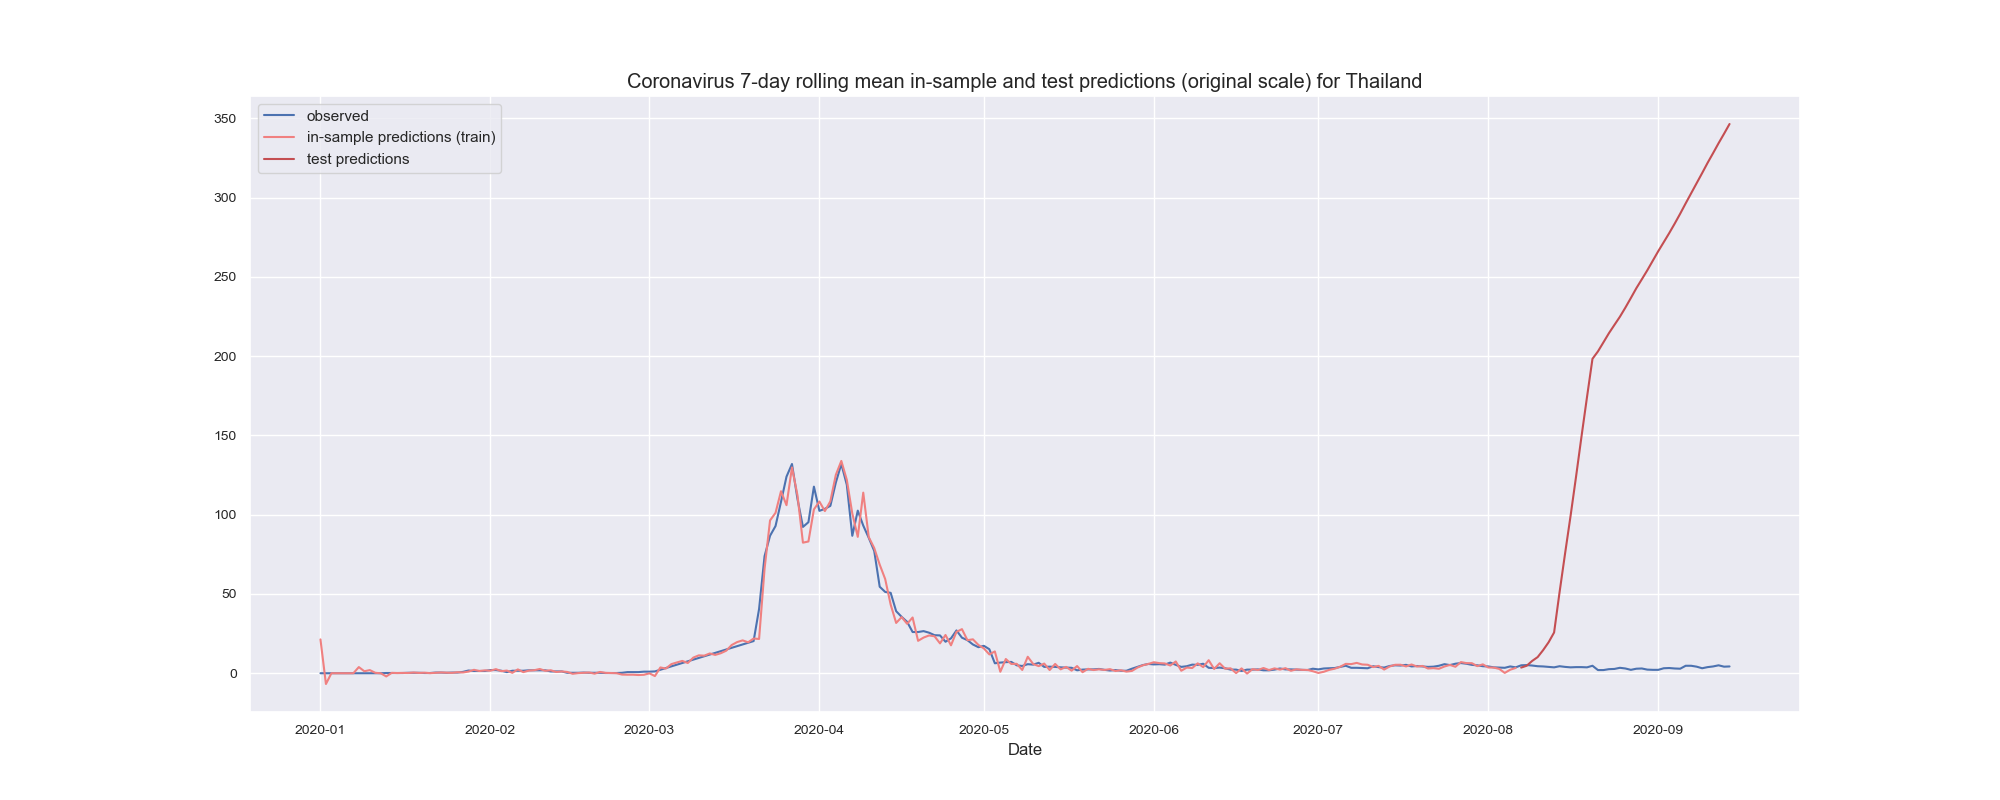 Coronavirus 7-day rolling mean in-sample and test predictions (original scale) for Thailand
observed
in-sample predictions (train)
test predictions
350
300
250
200
150
100
50
0
2020-01 2020-02 2020-03 2020-04 2020-05 2020-06 2020-07 2020-08 2020-09
Date